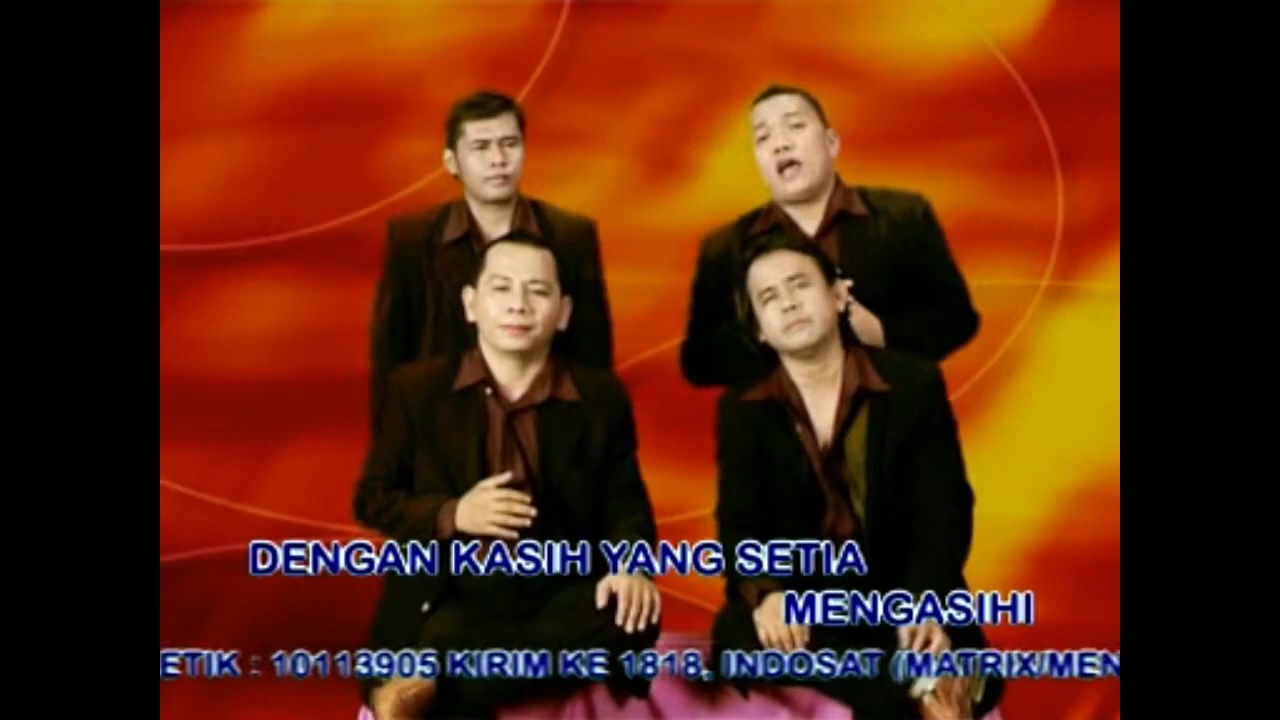 DENGAN KASIH YANG SETIA
MENGASIHI
ETIK : 10113905 KIRIM KE 1818, INDOSAT (MATRIX/MEN